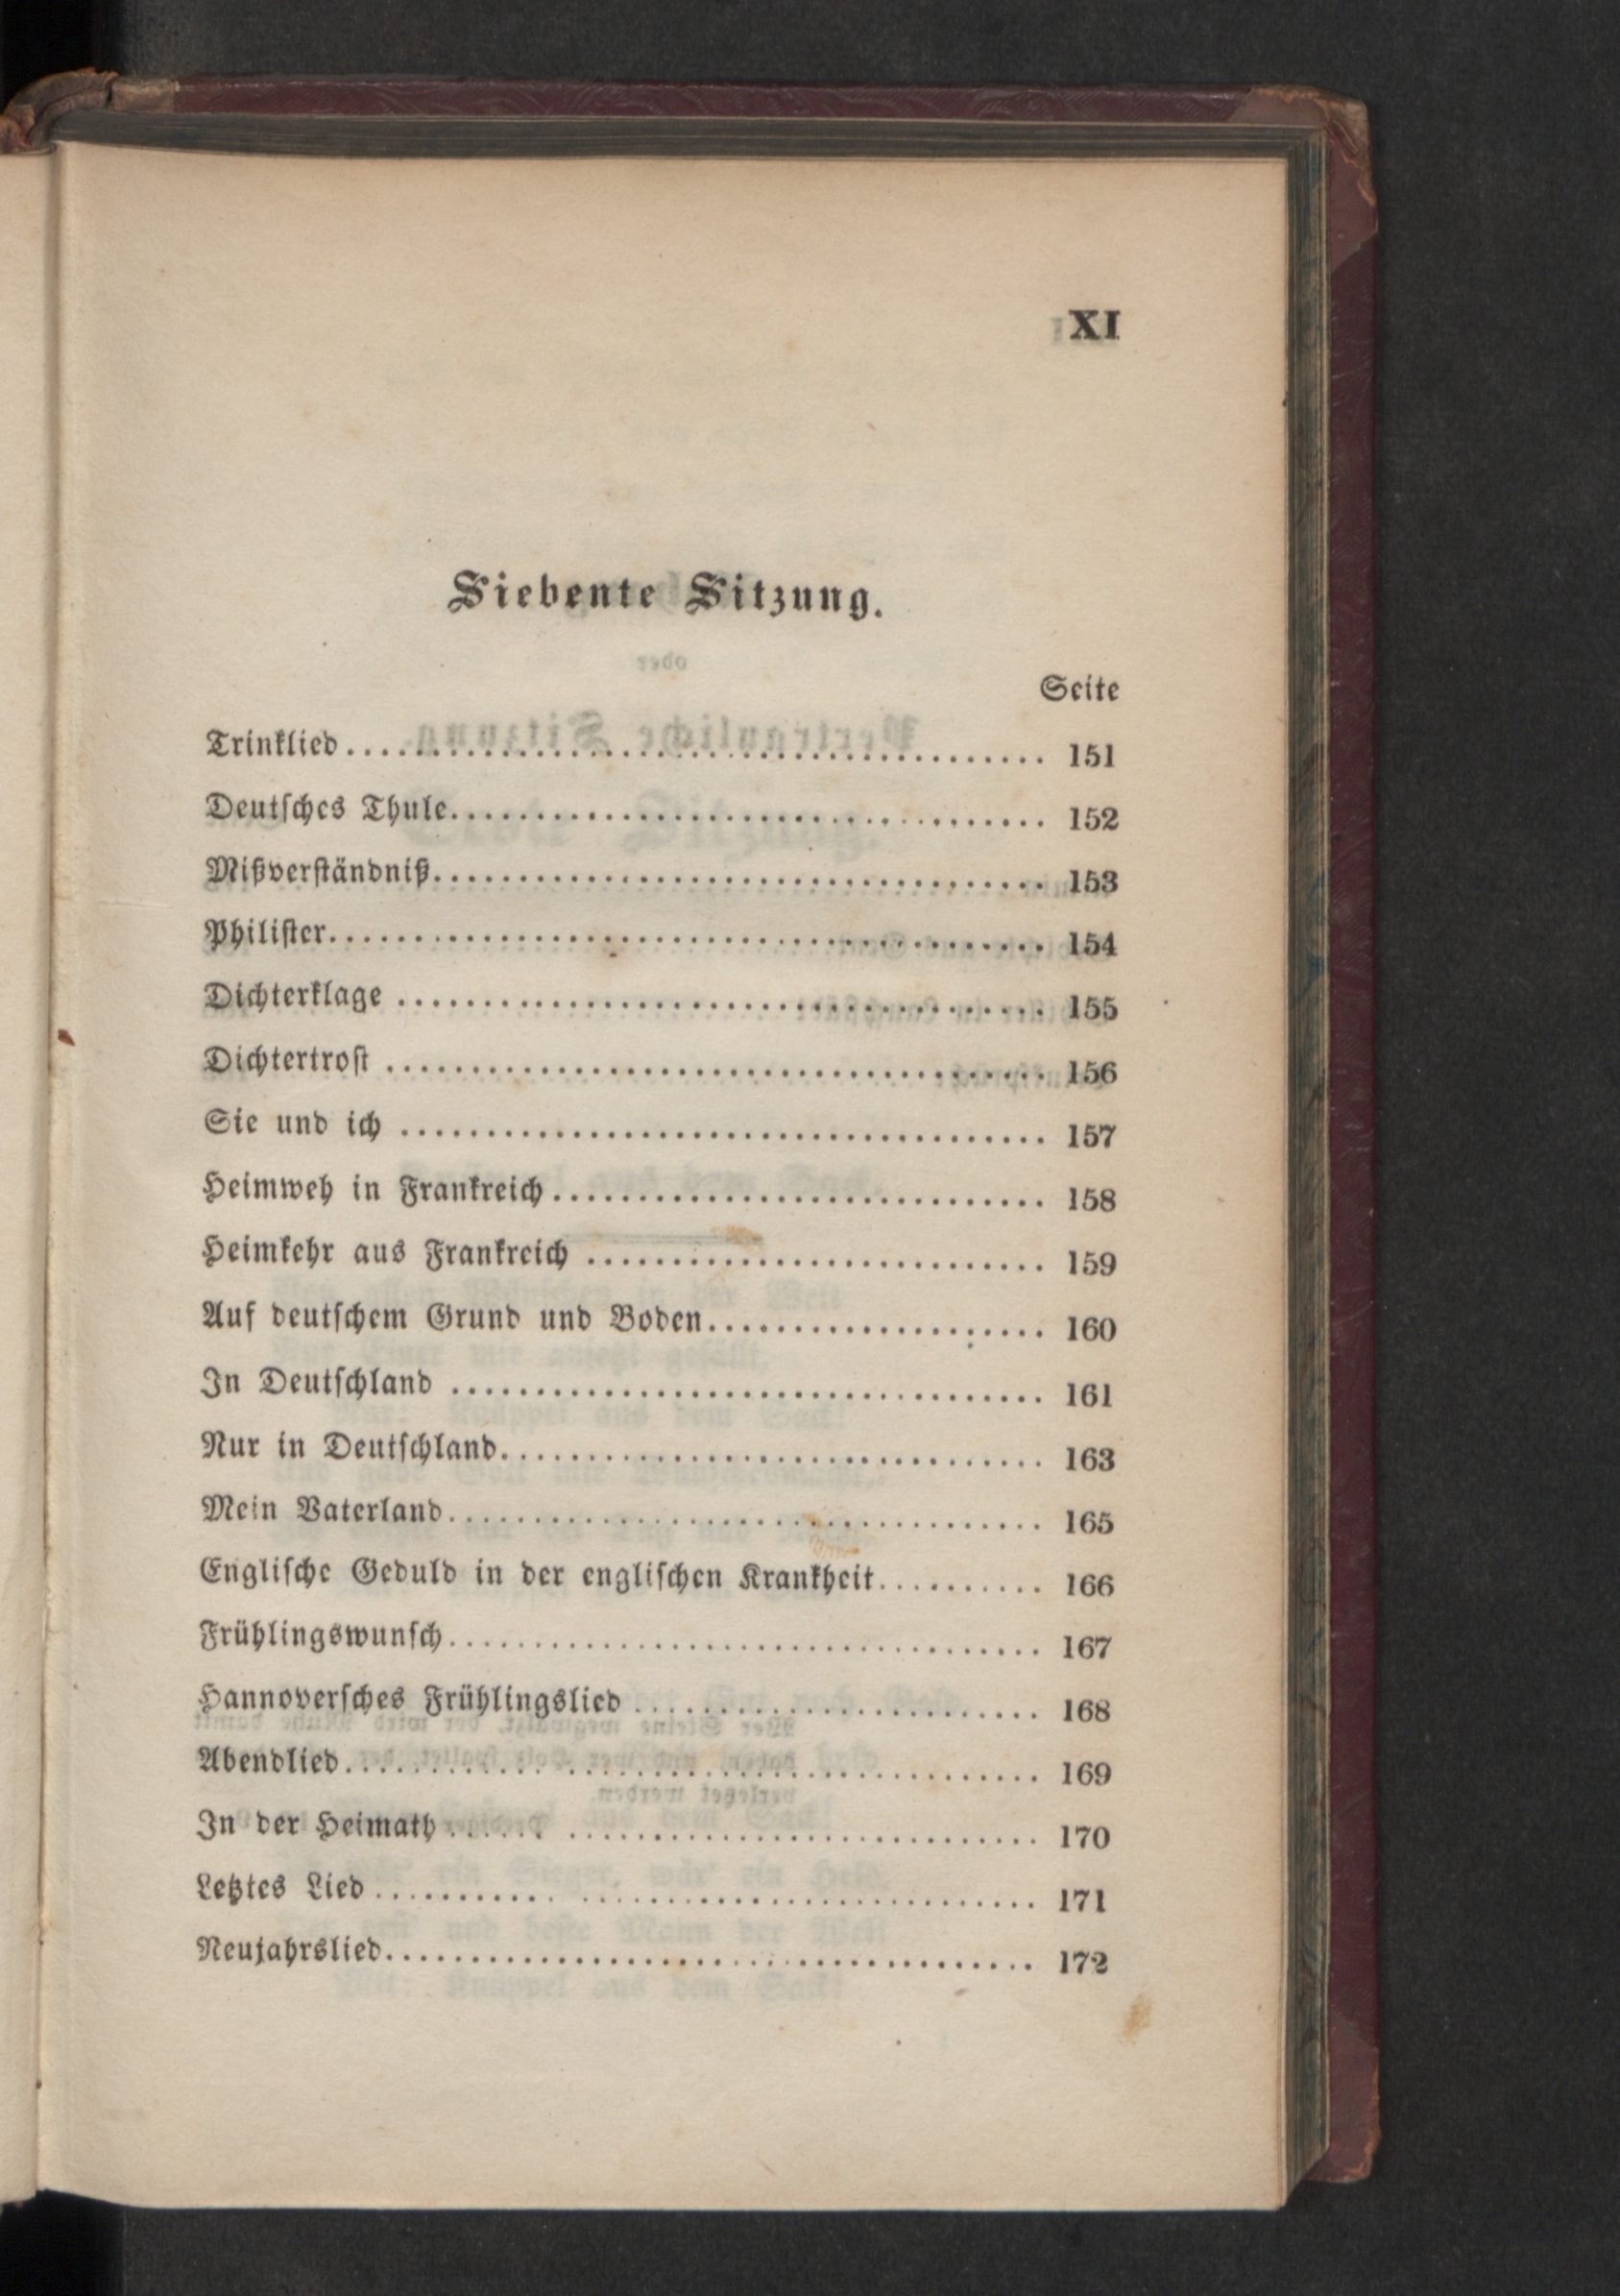 XI
Siebente Sitzung.
Seite
Trinklied........................................ 151
Deutſches Thule.................................. 152
Mißverſtändniß................................... 153
Philiſter......................................... 154
Dichterklage ..................................... 155
Dichtertroſt ...................................... 156
Sie und ich ...................................... 157
Heimweh in Frankreich............................. 158
Heimkehr aus Frankreich ........................... 159
Auf deutſchem Grund und Boden.................... 160
In Deutſchland ................................... 161
Nur in Deutſchland................................ 163
Mein Vaterland................................... 165
Engliſche Geduld in der engliſchen Krankheit.......... 166
Frühlingswunſch................................... 167
Hannoverſches Frühlingslied ........................ 168
Abendlied......................................... 169
In der Heimath ................................... 170
Letztes Lied ...................................... 171
Neujahrslied...................................... 172